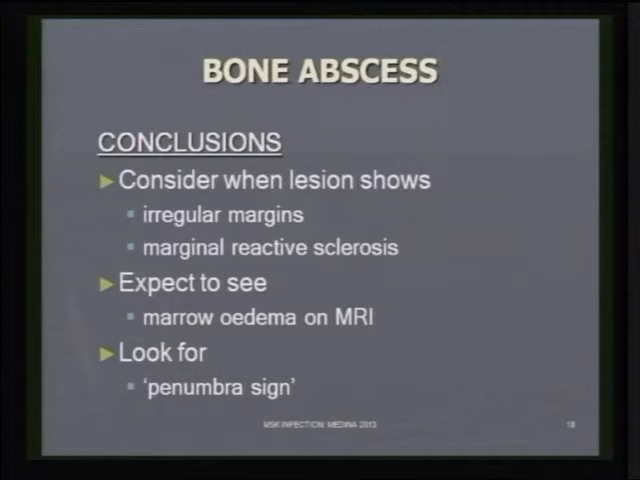 BONE ABSCESS
CONCLUSIONS
►Consider when lesion shows
▪ irregular margins
▪ marginal reactive sclerosis
►Expect to see
▪ marrow oedema on MRI
►Look for
▪ ‘penumbra sign’
MSK INFECTION: MEDINA 2013
18